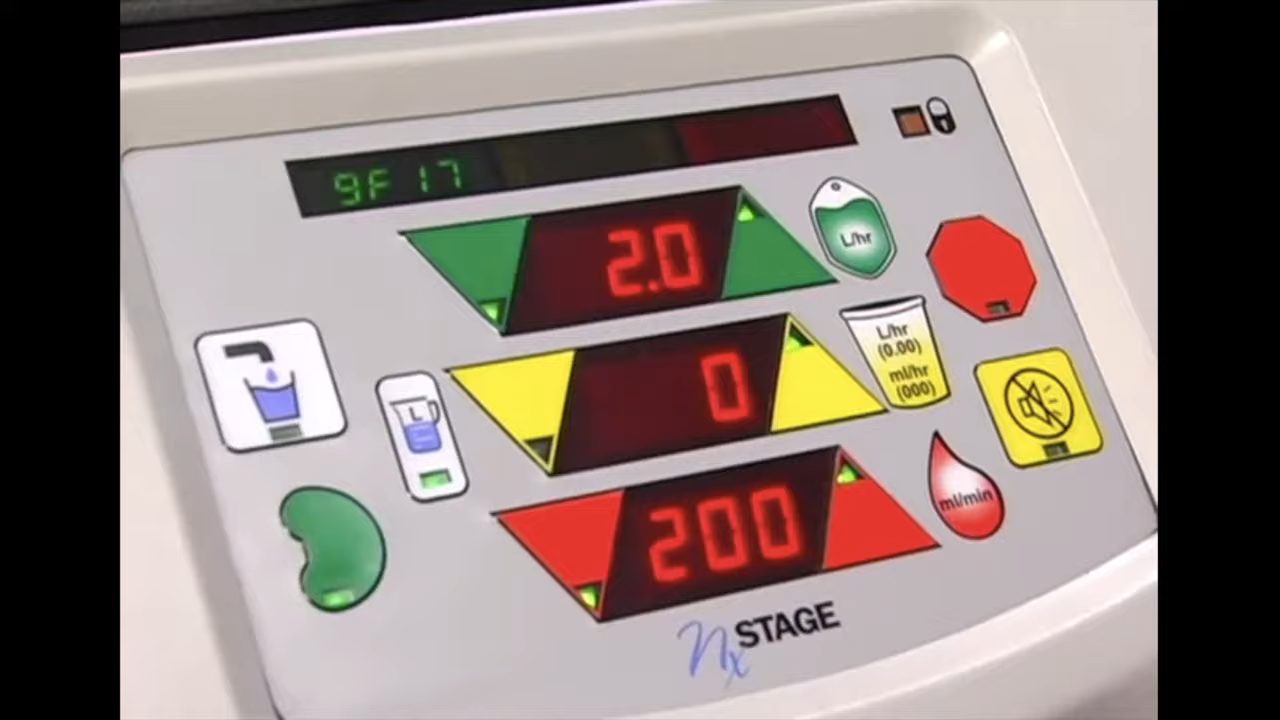 9F 17
2.0
L/hr
0
L/hr
(0.00)
ml/hr
(000)
L
200
ml/min
NxSTAGE